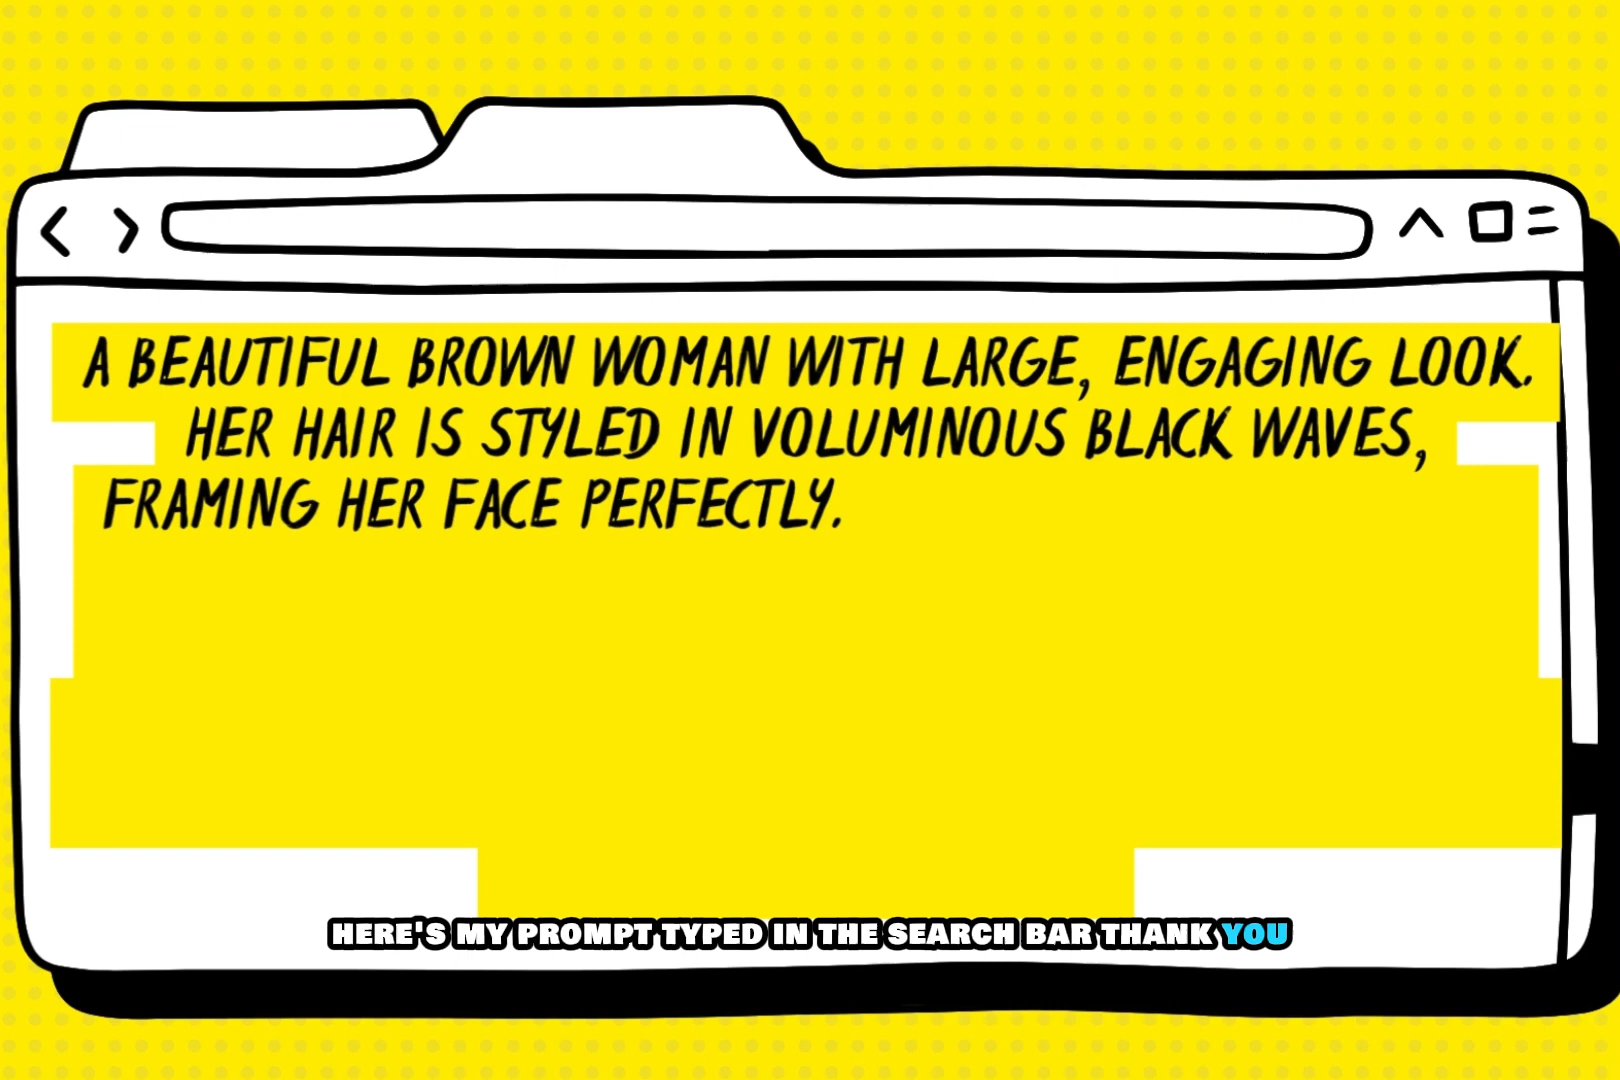 A BEAUTIFUL BROWN WOMAN WITH LARGE, ENGAGING LOOK.
HER HAIR IS STYLED IN VOLUMINOUS BLACK WAVES,
FRAMING HER FACE PERFECTLY.
HERE'S MY PROMPT TYPED IN THE SEARCH BAR THANK YOU